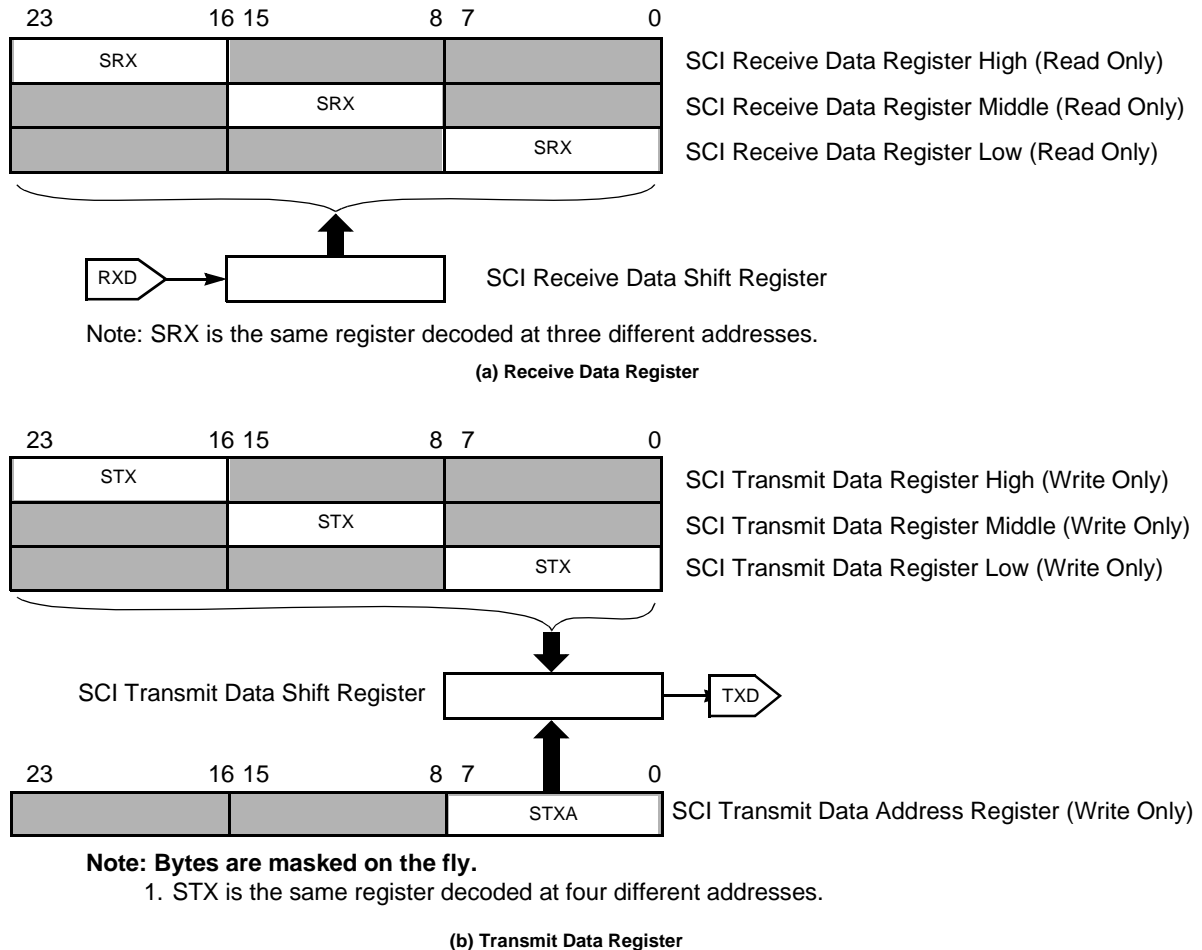 23 16 15 8 7 0
SRX SCI Receive Data Register High (Read Only)
SRX SCI Receive Data Register Middle (Read Only)
SRX SCI Receive Data Register Low (Read Only)
RXD SCI Receive Data Shift Register
Note: SRX is the same register decoded at three different addresses.
(a) Receive Data Register
23 16 15 8 7 0
STX SCI Transmit Data Register High (Write Only)
STX SCI Transmit Data Register Middle (Write Only)
STX SCI Transmit Data Register Low (Write Only)
SCI Transmit Data Shift Register TXD
23 16 15 8 7 0
STXA SCI Transmit Data Address Register (Write Only)
Note: Bytes are masked on the fly.
1. STX is the same register decoded at four different addresses.
(b) Transmit Data Register